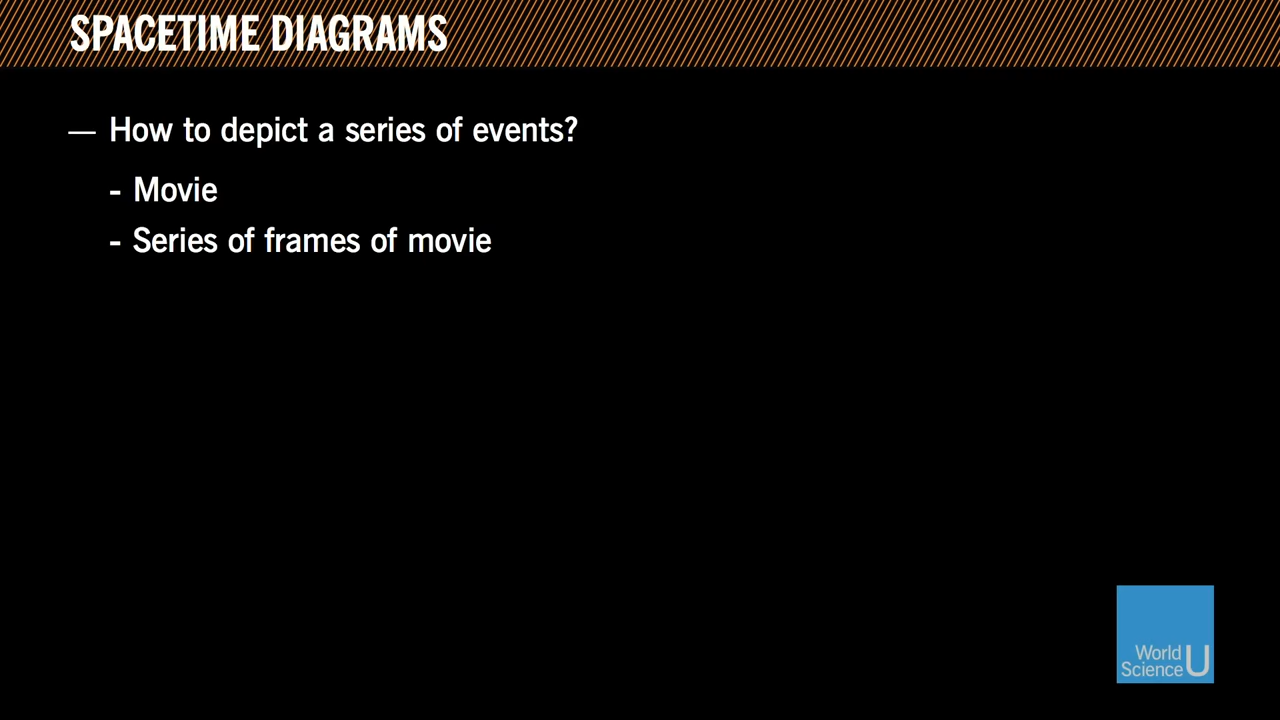 SPACETIME DIAGRAMS
— How to depict a series of events?
- Movie
- Series of frames of movie
World
Science U